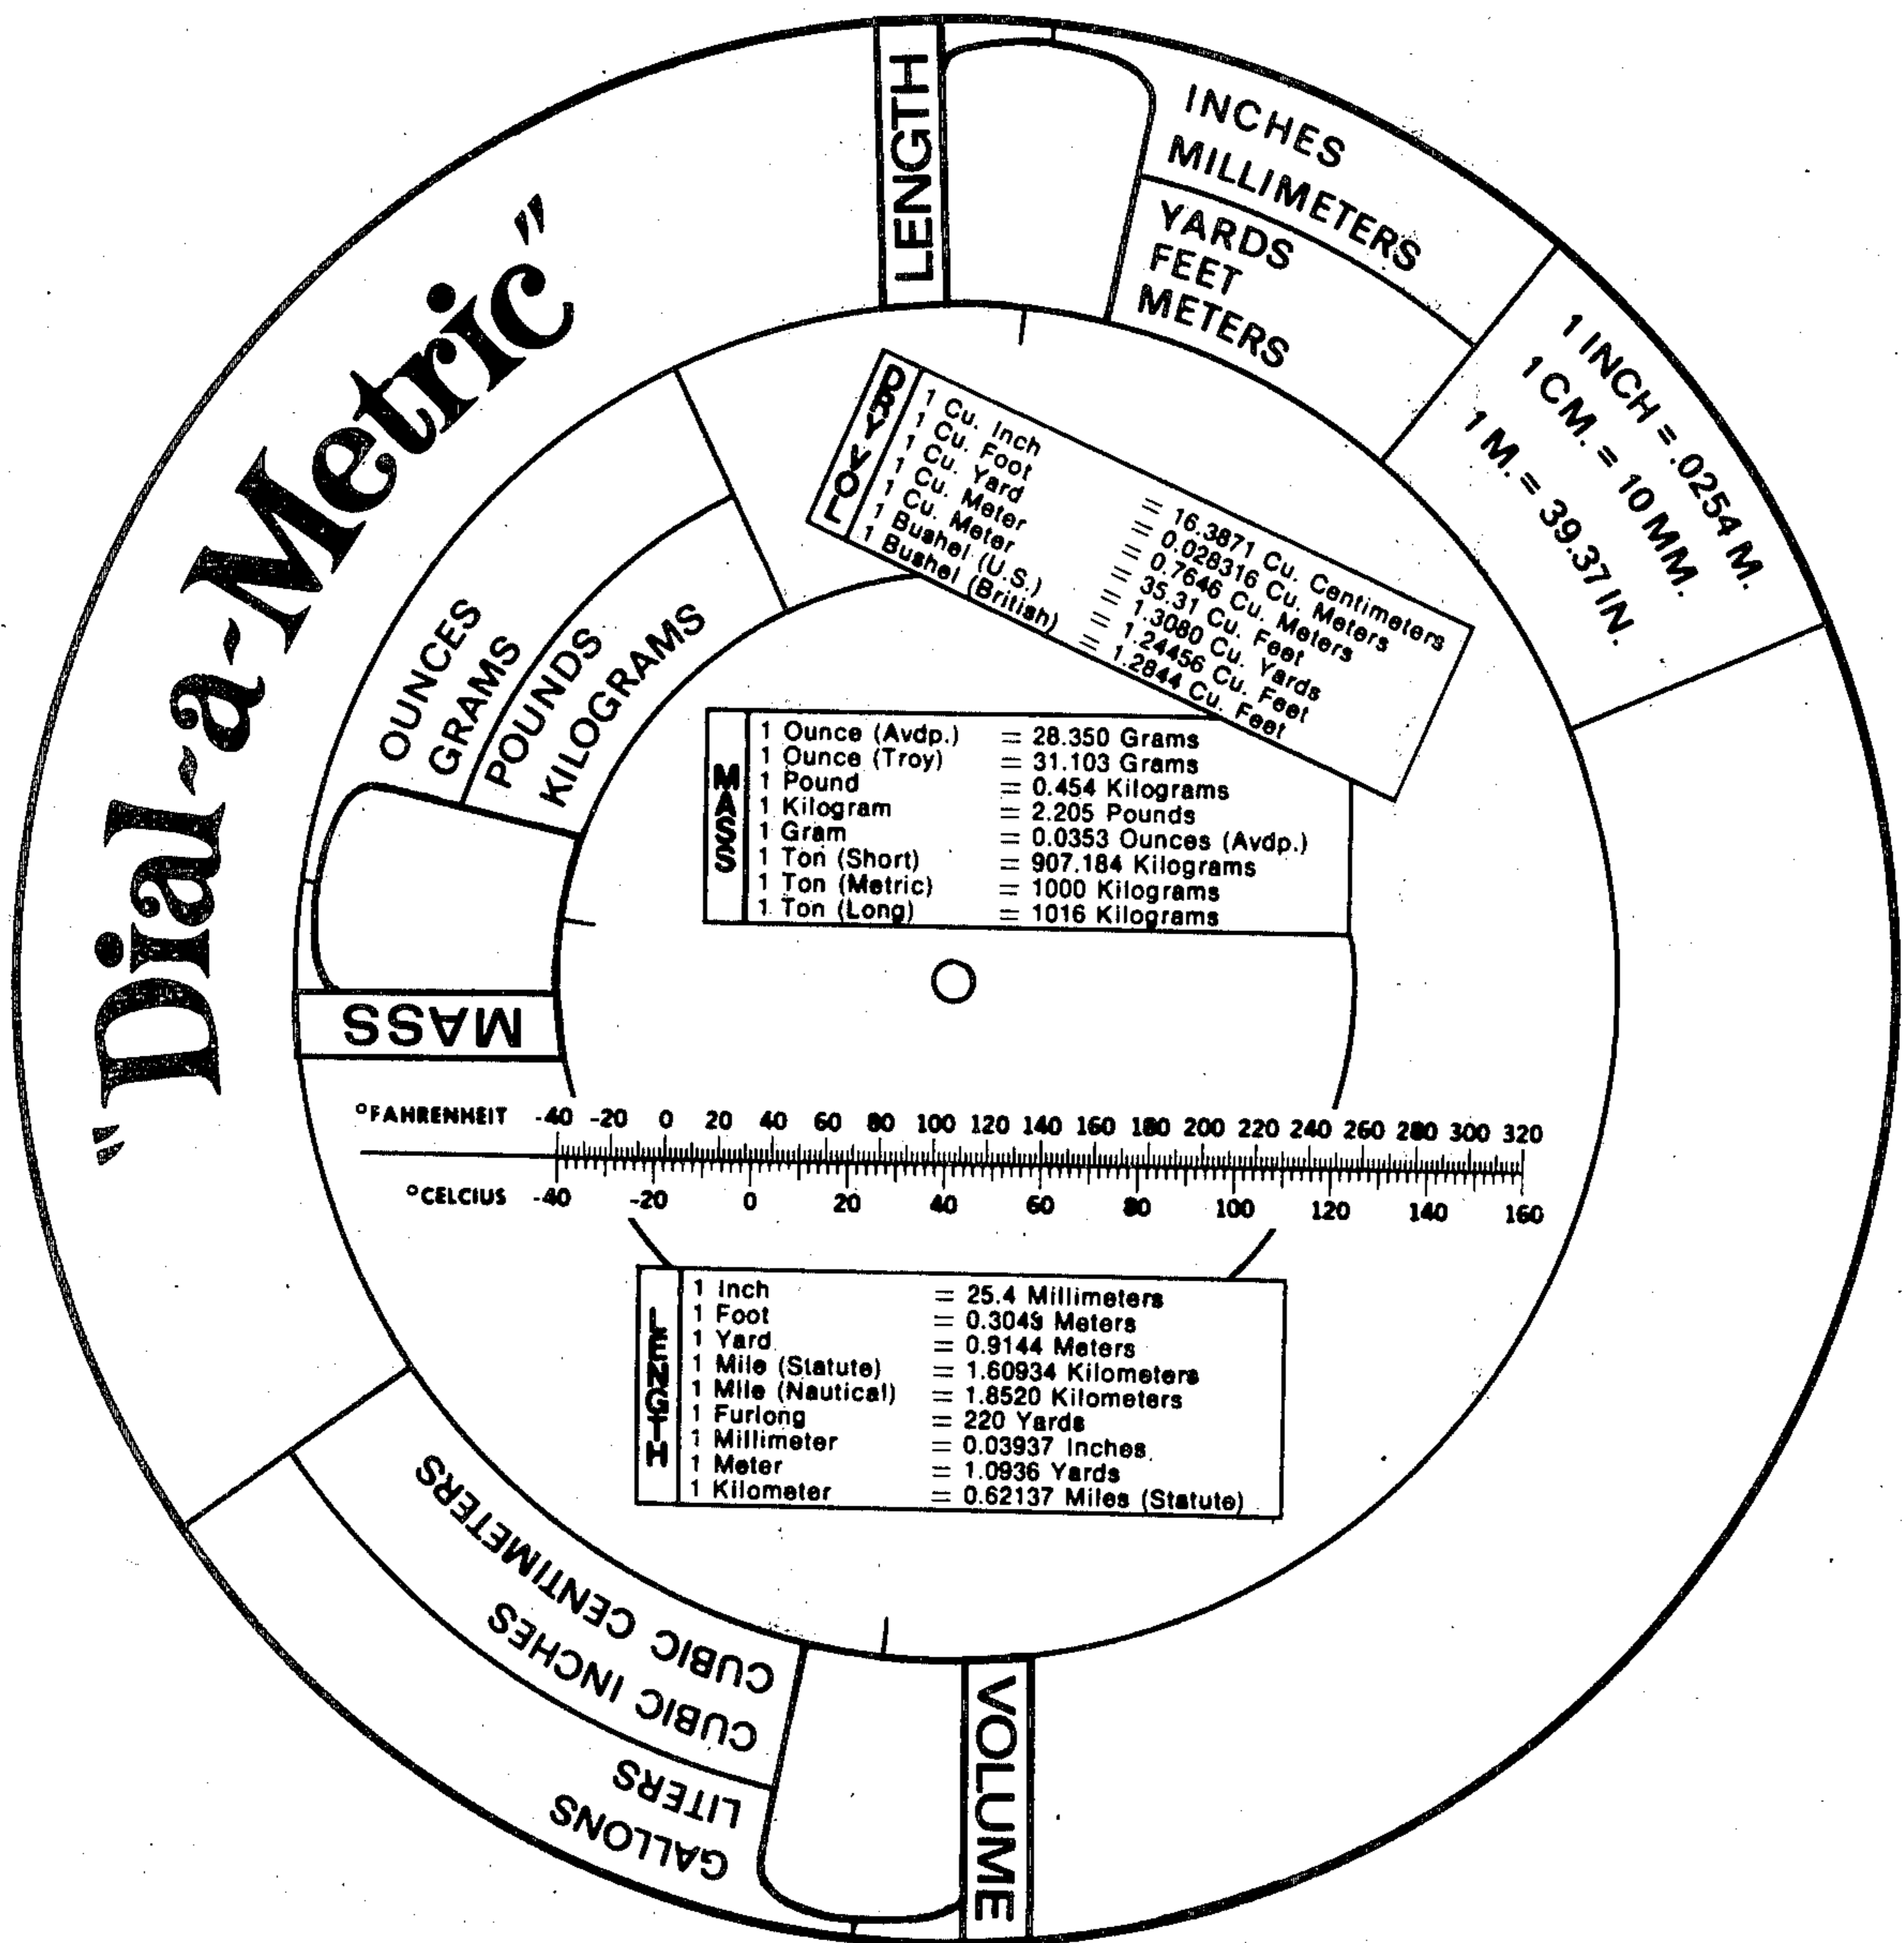 "Dial-a-Metric"
LENGTH
INCHES
MILLIMETERS
YARDS
FEET
METERS
1 INCH = .0254 M.
1 CM. = 10 MM.
1 M. = 39.37 IN.
OUNCES
GRAMS
POUNDS
KILOGRAMS
MASS
DRY VOL
1 Cu. Inch = 16.3871 Cu. Centimeters
1 Cu. Foot = 0.028316 Cu. Meters
1 Cu. Yard = 0.7646 Cu. Meters
1 Cu. Meter = 35.31 Cu. Feet
1 Cu. Meter = 1.3080 Cu. Yards
1 Bushel (U.S.) = 1.24456 Cu. Feet
1 Bushel (British) = 1.2844 Cu. Feet
MASS
1 Ounce (Avdp.) = 28.350 Grams
1 Ounce (Troy) = 31.103 Grams
1 Pound = 0.454 Kilograms
1 Kilogram = 2.205 Pounds
1 Gram = 0.0353 Ounces (Avdp.)
1 Ton (Short) = 907.184 Kilograms
1 Ton (Metric) = 1000 Kilograms
1 Ton (Long) = 1016 Kilograms
°FAHRENHEIT -40 -20 0 20 40 60 80 100 120 140 160 180 200 220 240 260 280 300 320
°CELCIUS -40 -20 0 20 40 60 80 100 120 140 160
LENGTH
1 Inch = 25.4 Millimeters
1 Foot = 0.3048 Meters
1 Yard = 0.9144 Meters
1 Mile (Statute) = 1.60934 Kilometers
1 Mile (Nautical) = 1.8520 Kilometers
1 Furlong = 220 Yards
1 Millimeter = 0.03937 Inches
1 Meter = 1.0936 Yards
1 Kilometer = 0.62137 Miles (Statute)
CUBIC CENTIMETERS
CUBIC INCHES
LITERS
GALLONS
VOLUME